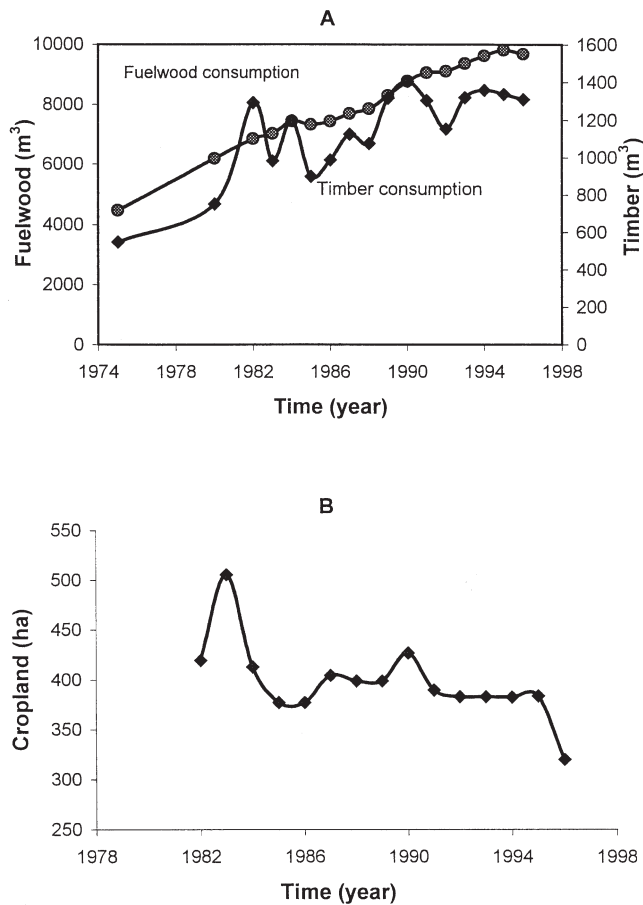 A
10000
8000
6000
4000
2000
0
Fuelwood (m³)
Fuelwood consumption
Timber consumption
1600
1400
1200
1000
800
600
400
200
0
Timber (m³)
1974 1978 1982 1986 1990 1994 1998
Time (year)
B
550
500
450
400
350
300
250
Cropland (ha)
1978 1982 1986 1990 1994 1998
Time (year)